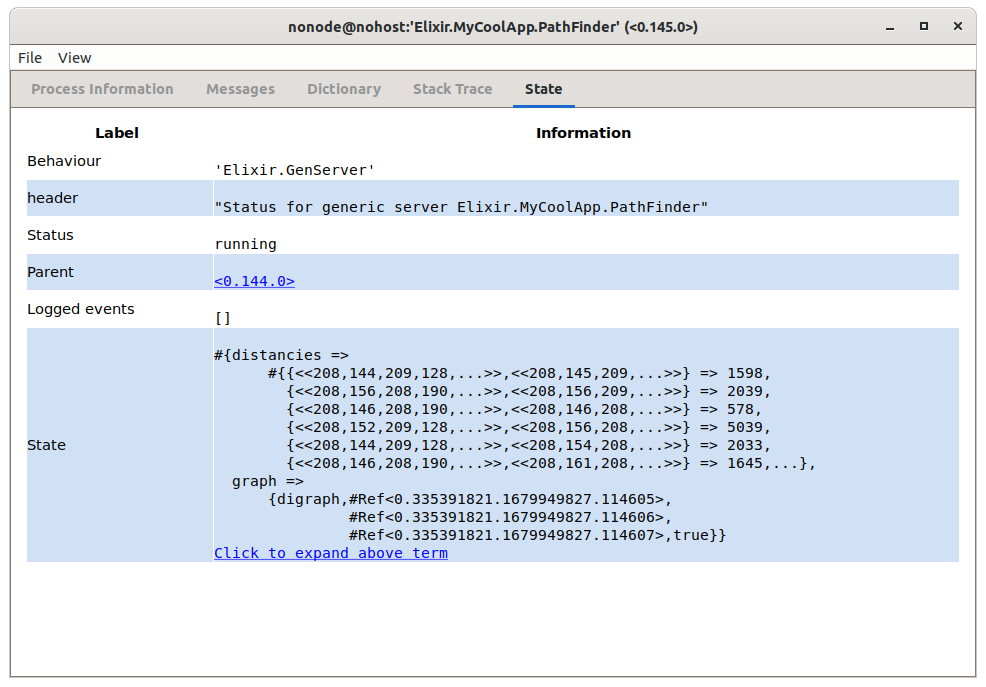 nonode@nohost:'Elixir.MyCoolApp.PathFinder' (<0.145.0>)
File View
Process Information Messages Dictionary Stack Trace State
Label Information
Behaviour 'Elixir.GenServer'
header "Status for generic server Elixir.MyCoolApp.PathFinder"
Status running
Parent <0.144.0>
Logged events []
State
#{distancies =>
#{{<<208,144,209,128,...>>,<<208,145,209,...>>} => 1598,
{<<208,156,208,190,...>>,<<208,156,209,...>>} => 2039,
{<<208,146,208,190,...>>,<<208,146,208,...>>} => 578,
{<<208,152,209,128,...>>,<<208,156,208,...>>} => 5039,
{<<208,144,209,128,...>>,<<208,154,208,...>>} => 2033,
{<<208,146,208,190,...>>,<<208,161,208,...>>} => 1645,...},
graph =>
{digraph,#Ref<0.335391821.1679949827.114605>,
#Ref<0.335391821.1679949827.114606>,
#Ref<0.335391821.1679949827.114607>,true}}
Click to expand above term